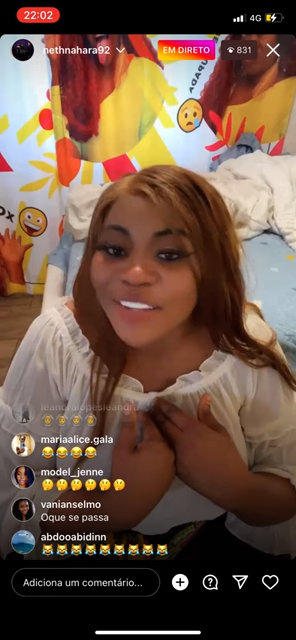 22:02
4G
nethnahara92
EM DIRETO
831
mariaalice.gala
😂😂😂😂
model_jenne
🤔🤔🤔🤔🤔🤔
vanianselmo
Oque se passa
abdooabidinn
😹😹😹😹😹😹😹😹😹
Adiciona um comentário...